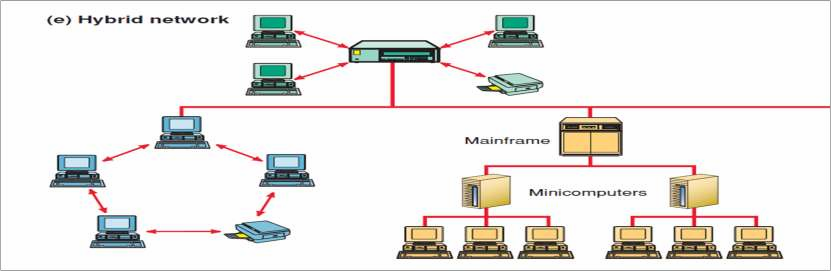 (e) Hybrid network
Mainframe
Minicomputers